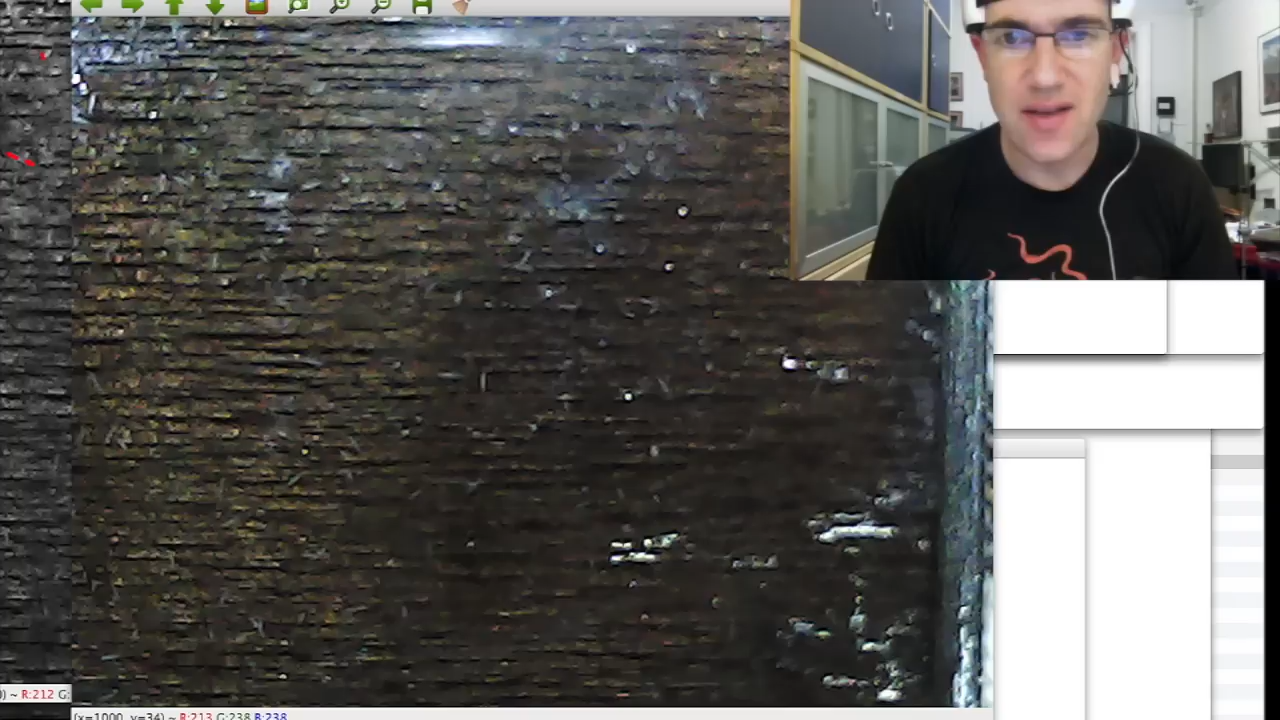 ) ~ R:212 G:
(x=1000, y=34) ~ R:213 G:238 B:238